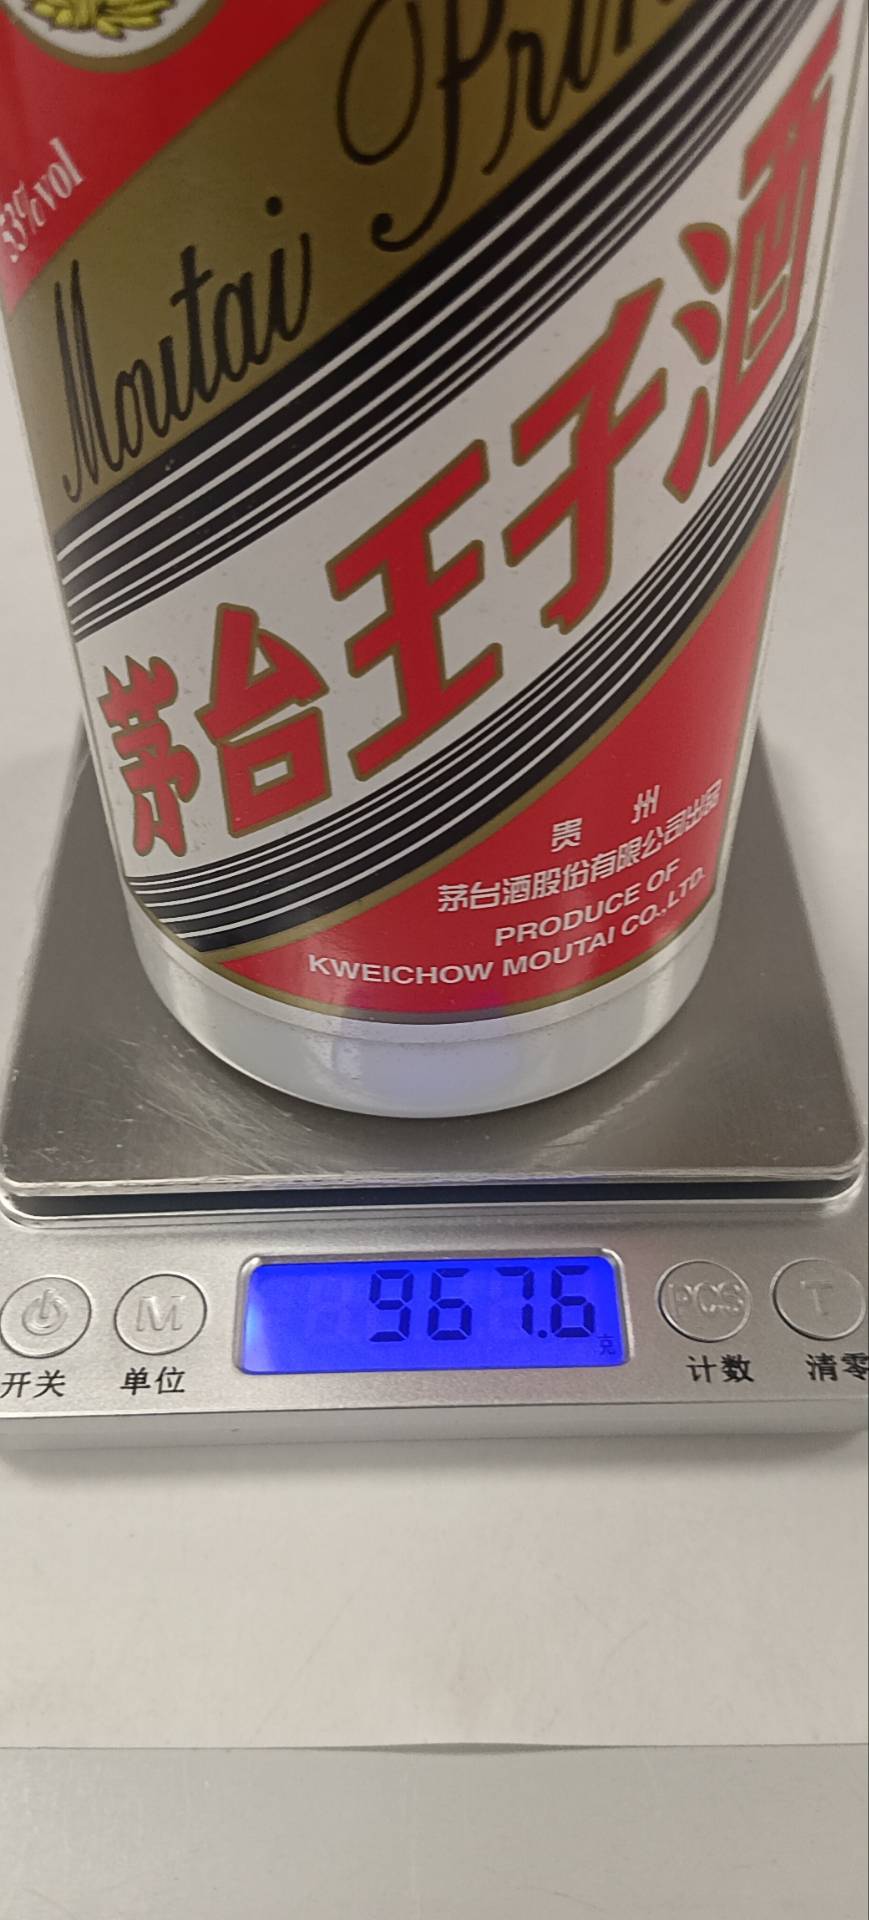 53%vol
Moutai Prin
茅台王子酒
贵 州
茅台酒股份有限公司出品
PRODUCE OF
KWEICHOW MOUTAI CO.,LTD.
967.6
克
M
PCS
T
开关
单位
计数
清零